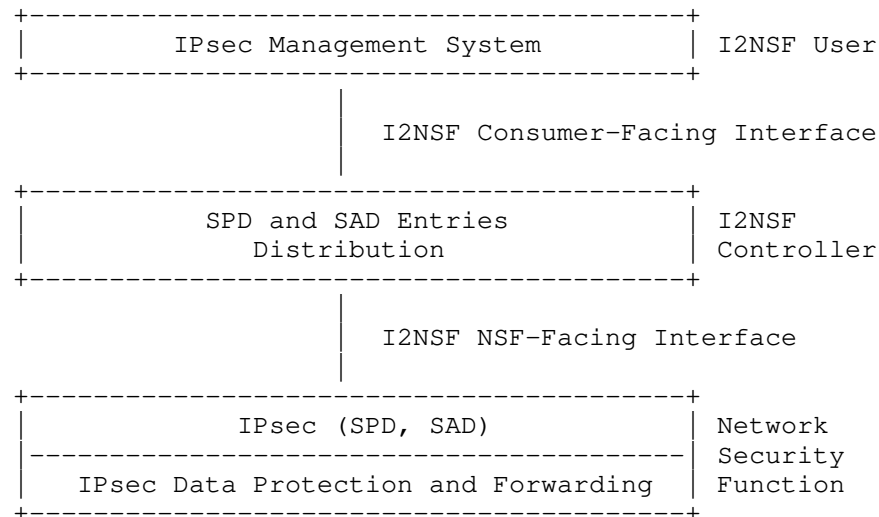 IPsec Management System I2NSF User
I2NSF Consumer-Facing Interface
SPD and SAD Entries I2NSF
Distribution Controller
I2NSF NSF-Facing Interface
IPsec (SPD, SAD) Network
Security
IPsec Data Protection and Forwarding Function